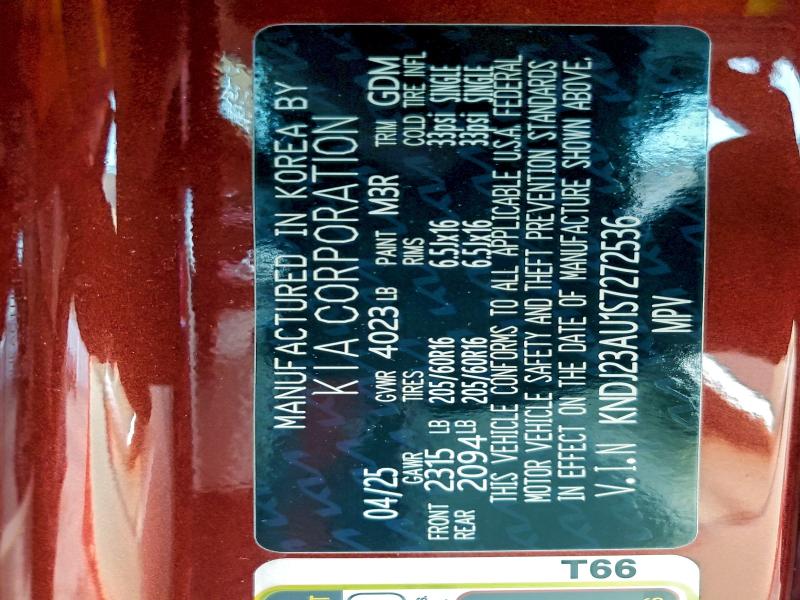 MANUFACTURED IN KOREA BY
KIA CORPORATION
04/25 GVWR 4023 LB PAINT M3R TRIM GDM
GAWR TIRES RIMS COLD TIRE INFL
FRONT 2315 LB 205/60R16 6.5Jx16 33psi SINGLE
REAR 2094 LB 205/60R16 6.5Jx16 33psi SINGLE
THIS VEHICLE CONFORMS TO ALL APPLICABLE U.S.A. FEDERAL
MOTOR VEHICLE SAFETY AND THEFT PREVENTION STANDARDS
IN EFFECT ON THE DATE OF MANUFACTURE SHOWN ABOVE.
V.I.N KNDJ23AU1S7272536
MPV
T66